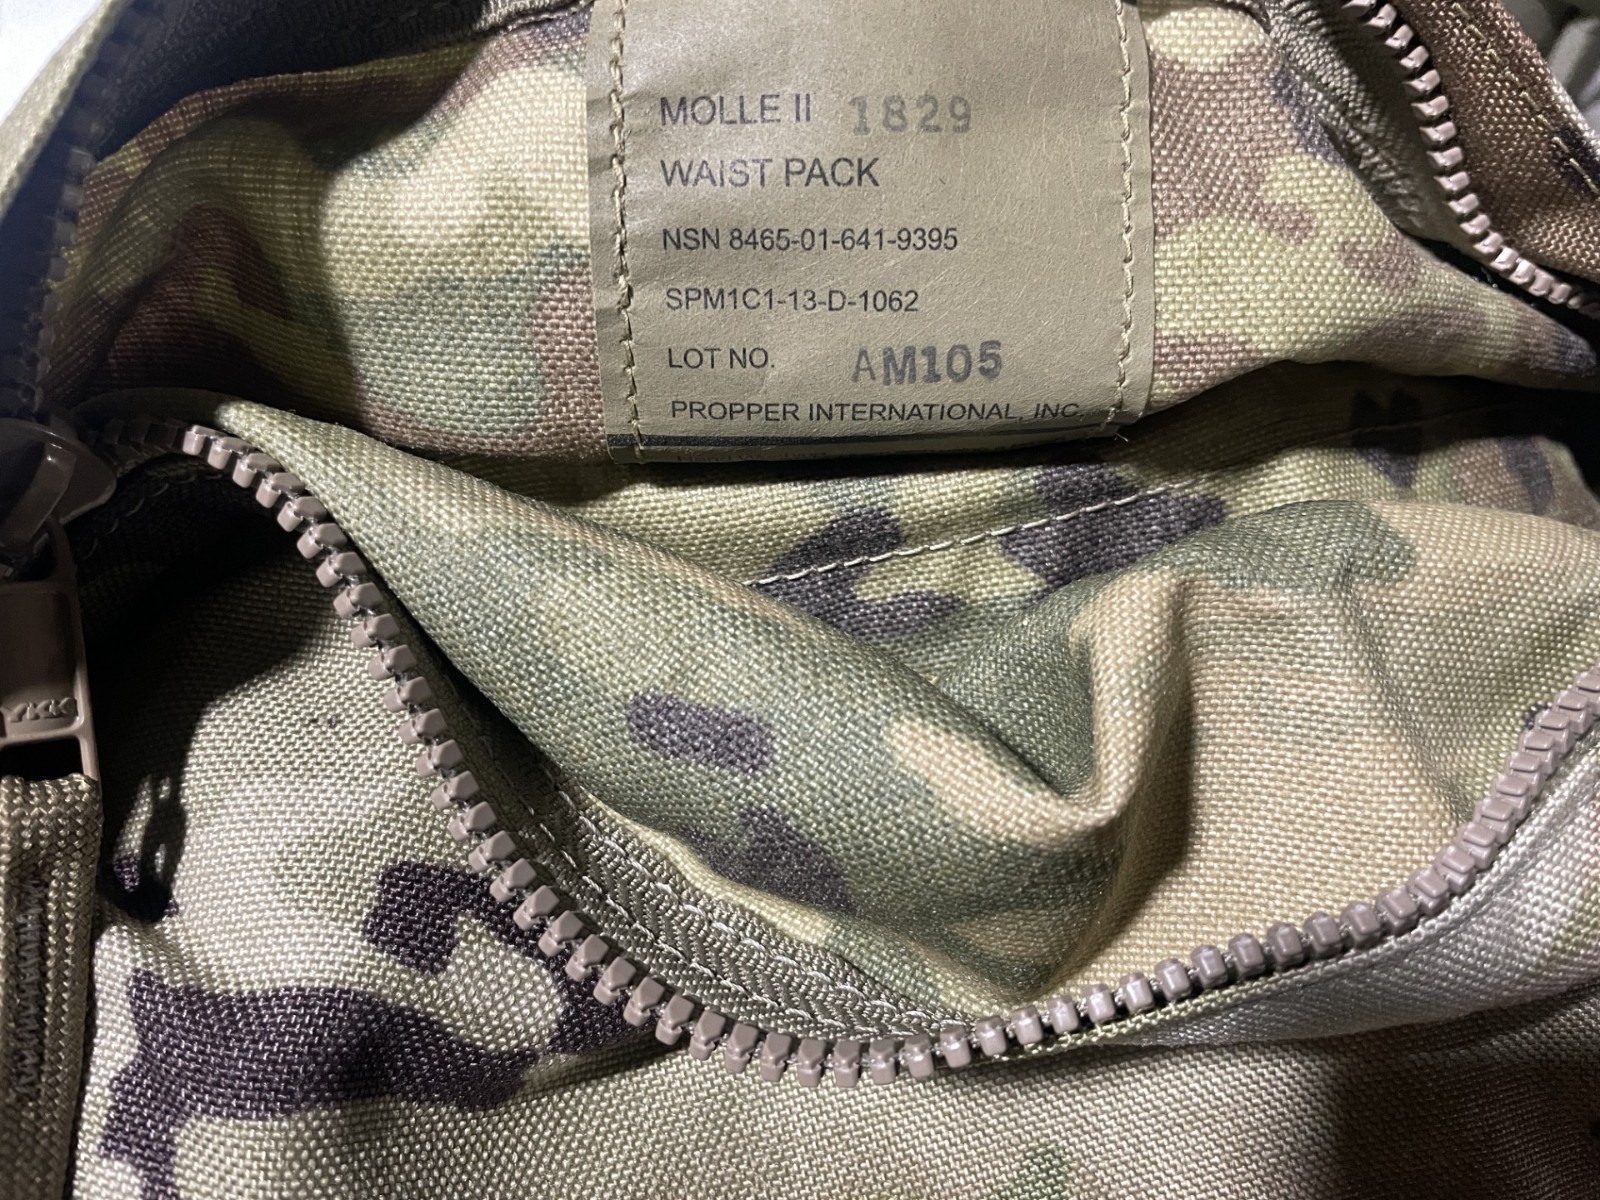 MOLLE II 1829
WAIST PACK
NSN 8465-01-641-9395
SPM1C1-13-D-1062
LOT NO. AM105
PROPPER INTERNATIONAL, INC.
YKK